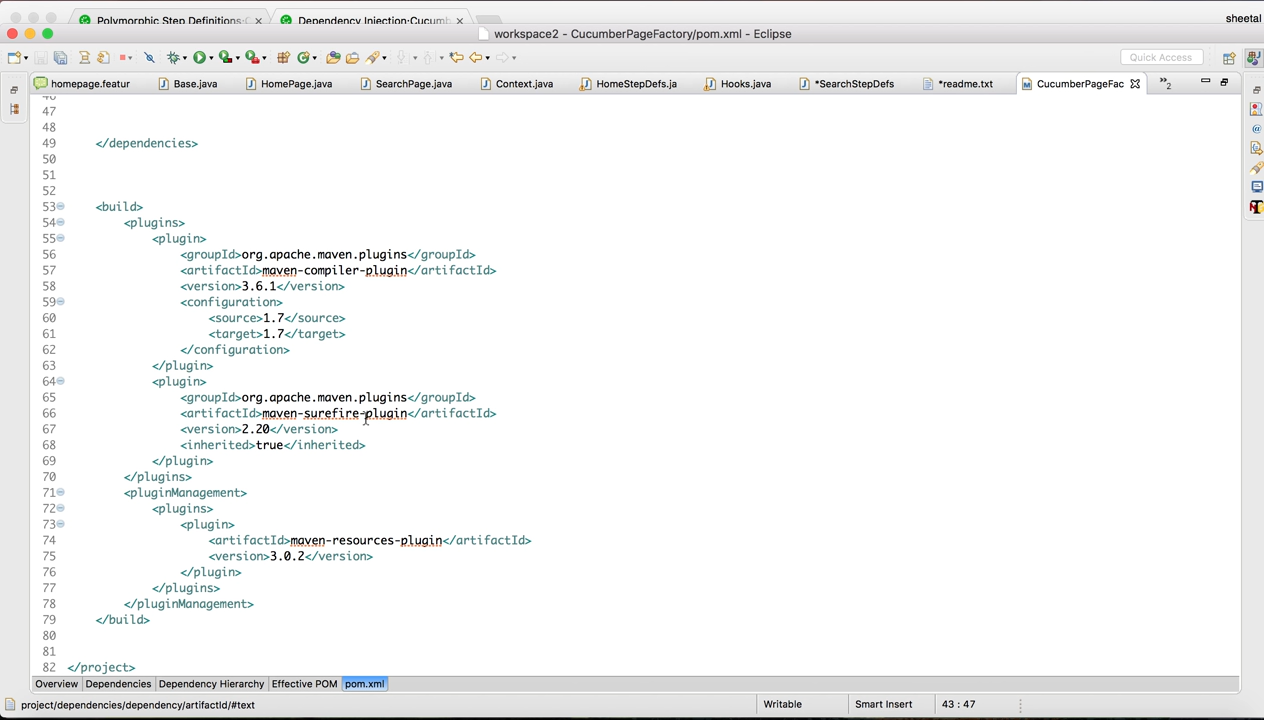 Polymorphic Step Definitions:C
Dependency Injection·Cucumb
sheetal
workspace2 - CucumberPageFactory/pom.xml - Eclipse
Quick Access
homepage.featur
Base.java
HomePage.java
SearchPage.java
Context.java
HomeStepDefs.ja
Hooks.java
*SearchStepDefs
*readme.txt
CucumberPageFac
»2
46
47
48
49 </dependencies>
50
51
52
53 <build>
54 <plugins>
55 <plugin>
56 <groupId>org.apache.maven.plugins</groupId>
57 <artifactId>maven-compiler-plugin</artifactId>
58 <version>3.6.1</version>
59 <configuration>
60 <source>1.7</source>
61 <target>1.7</target>
62 </configuration>
63 </plugin>
64 <plugin>
65 <groupId>org.apache.maven.plugins</groupId>
66 <artifactId>maven-surefire-plugin</artifactId>
67 <version>2.20</version>
68 <inherited>true</inherited>
69 </plugin>
70 </plugins>
71 <pluginManagement>
72 <plugins>
73 <plugin>
74 <artifactId>maven-resources-plugin</artifactId>
75 <version>3.0.2</version>
76 </plugin>
77 </plugins>
78 </pluginManagement>
79 </build>
80
81
82 </project>
Overview
Dependencies
Dependency Hierarchy
Effective POM
pom.xml
project/dependencies/dependency/artifactId/#text
Writable
Smart Insert
43 : 47